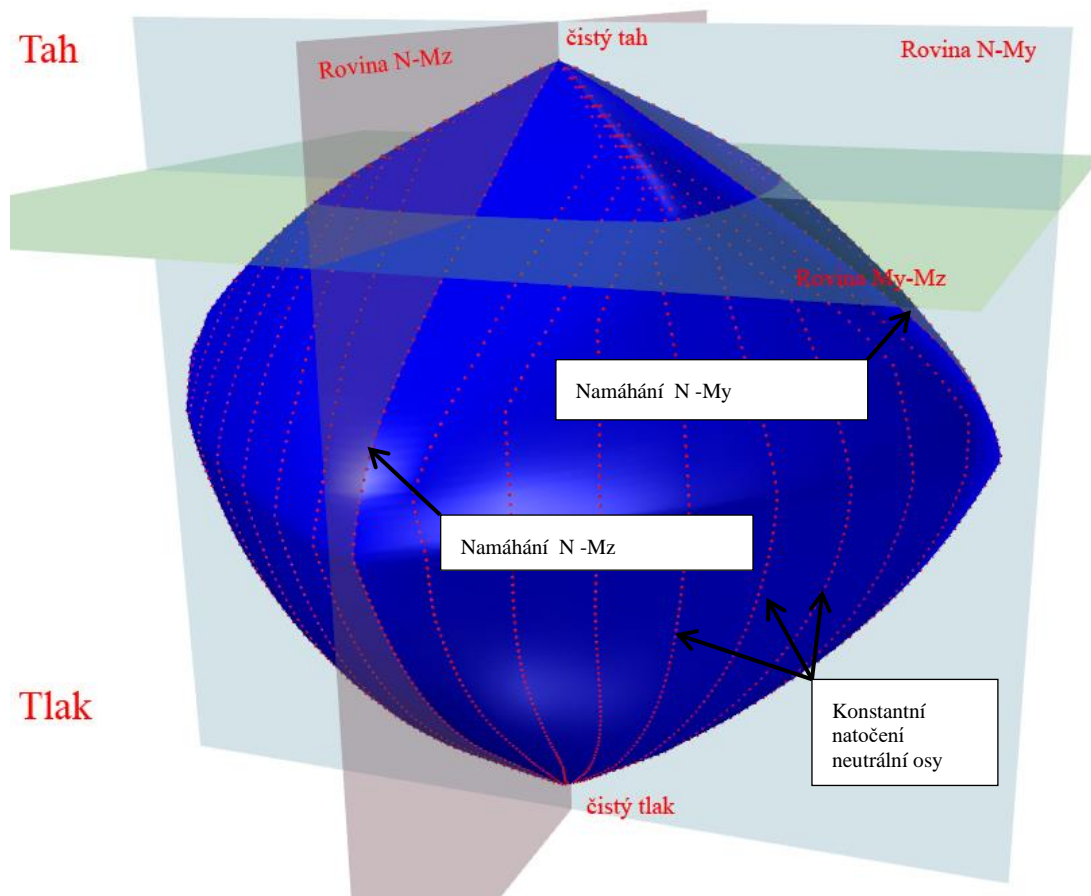 Tah
čistý tah
Rovina N-Mz
Rovina N-My
Rovina My-Mz
Namáhání N -My
Namáhání N -Mz
Tlak
Konstantní
natočení
neutrální osy
čistý tlak